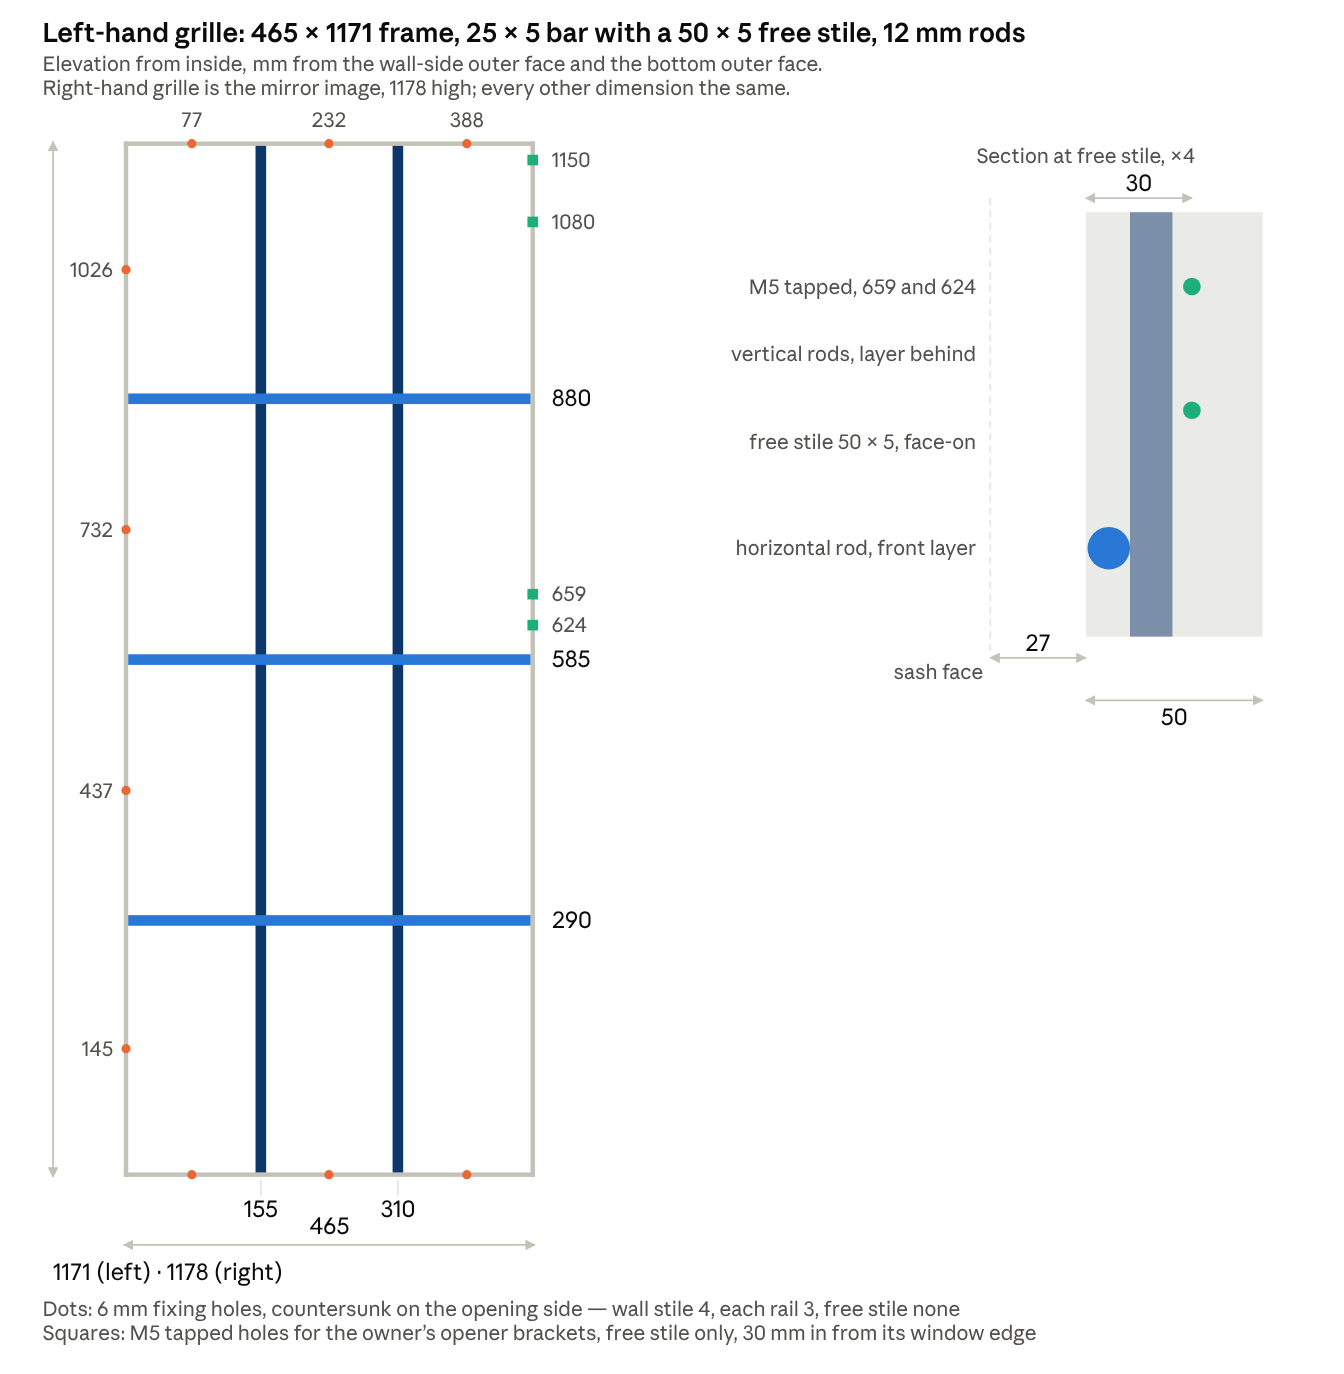 Left-hand grille: 465 × 1171 frame, 25 × 5 bar with a 50 × 5 free stile, 12 mm rods
Elevation from inside, mm from the wall-side outer face and the bottom outer face.
Right-hand grille is the mirror image, 1178 high; every other dimension the same.
77
232
388
1150
1080
1026
880
732
659
624
585
437
290
145
155
310
465
1171 (left) · 1178 (right)
Section at free stile, ×4
30
M5 tapped, 659 and 624
vertical rods, layer behind
free stile 50 × 5, face-on
horizontal rod, front layer
27
sash face
50
Dots: 6 mm fixing holes, countersunk on the opening side — wall stile 4, each rail 3, free stile none
Squares: M5 tapped holes for the owner’s opener brackets, free stile only, 30 mm in from its window edge